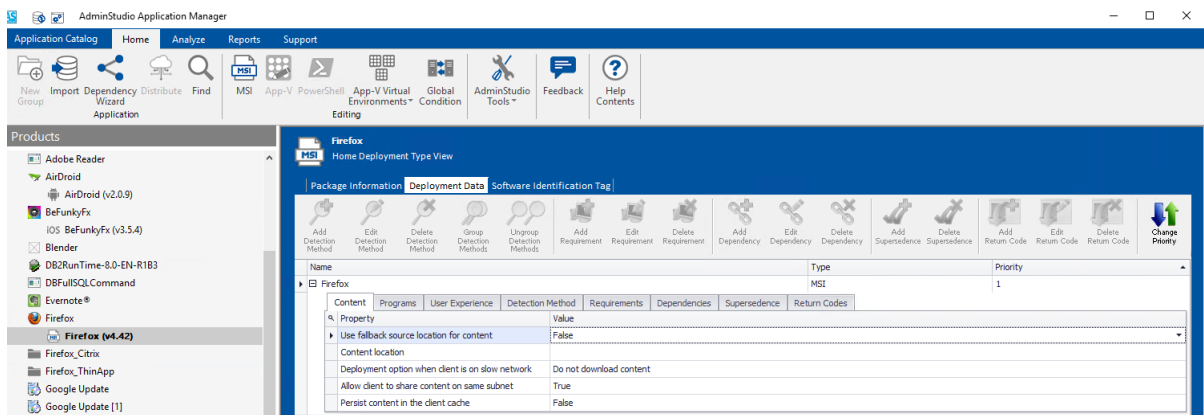 AdminStudio Application Manager
Application Catalog Home Analyze Reports Support
New Group Import Dependency Wizard Distribute Find MSI App-V PowerShell App-V Virtual Environments Global Condition AdminStudio Tools Feedback Help Contents
Application Editing
Products
Adobe Reader
AirDroid
AirDroid (v2.0.9)
BeFunkyFx
iOS BeFunkyFx (v3.5.4)
Blender
DB2RunTime-8.0-EN-R1B3
DBFullSQLCommand
Evernote®
Firefox
Firefox (v4.42)
Firefox_Citrix
Firefox_ThinApp
Google Update
Google Update [1]
MSI
Firefox
Home Deployment Type View
Package Information Deployment Data Software Identification Tag
Add Detection Method Edit Detection Method Delete Detection Method Group Detection Methods Ungroup Detection Methods Add Requirement Edit Requirement Delete Requirement Add Dependency Edit Dependency Delete Dependency Add Supersedence Delete Supersedence Add Return Code Edit Return Code Delete Return Code Change Priority
Name Type Priority
Firefox MSI 1
Content Programs User Experience Detection Method Requirements Dependencies Supersedence Return Codes
Property Value
Use fallback source location for content False
Content location
Deployment option when client is on slow network Do not download content
Allow client to share content on same subnet True
Persist content in the client cache False